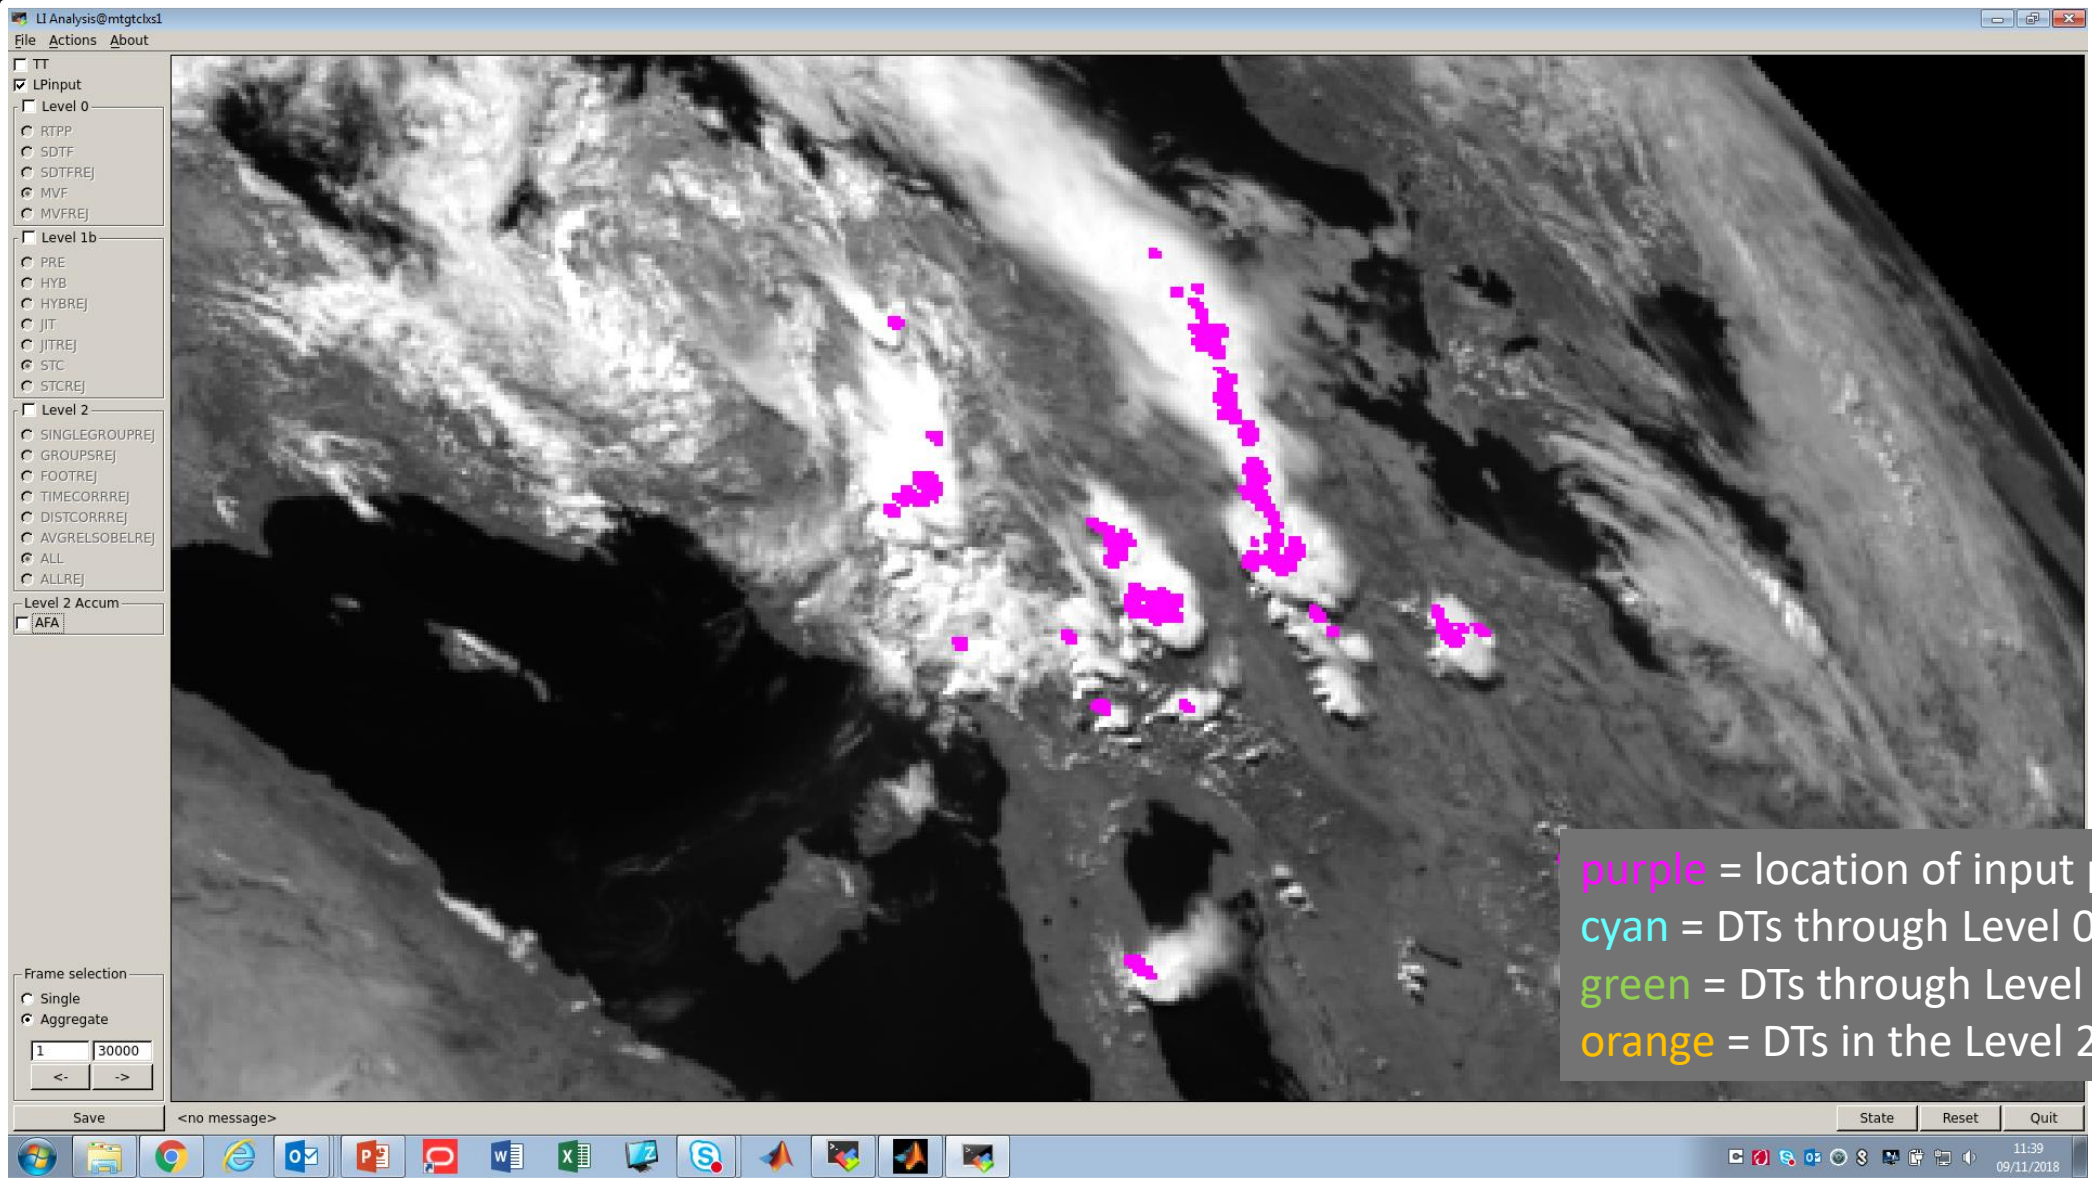 LI Analysis@mtgtclxs1
File Actions About
TT
LPinput
Level 0
RTPP
SDTF
SDTFREJ
MVF
MVFREJ
Level 1b
PRE
HYB
HYBREJ
JIT
JITREJ
STC
STCREJ
Level 2
SINGLEGROUPREJ
GROUPSREJ
FOOTREJ
TIMECORRREJ
DISTCORRREJ
AVGRELSOBELREJ
ALL
ALLREJ
Level 2 Accum
AFA
purple = location of input
cyan = DTs through Level 0
green = DTs through Level
orange = DTs in the Level 2
Frame selection
Single
Aggregate
1 30000
<- ->
Save <no message> State Reset Quit
11:39
09/11/2018